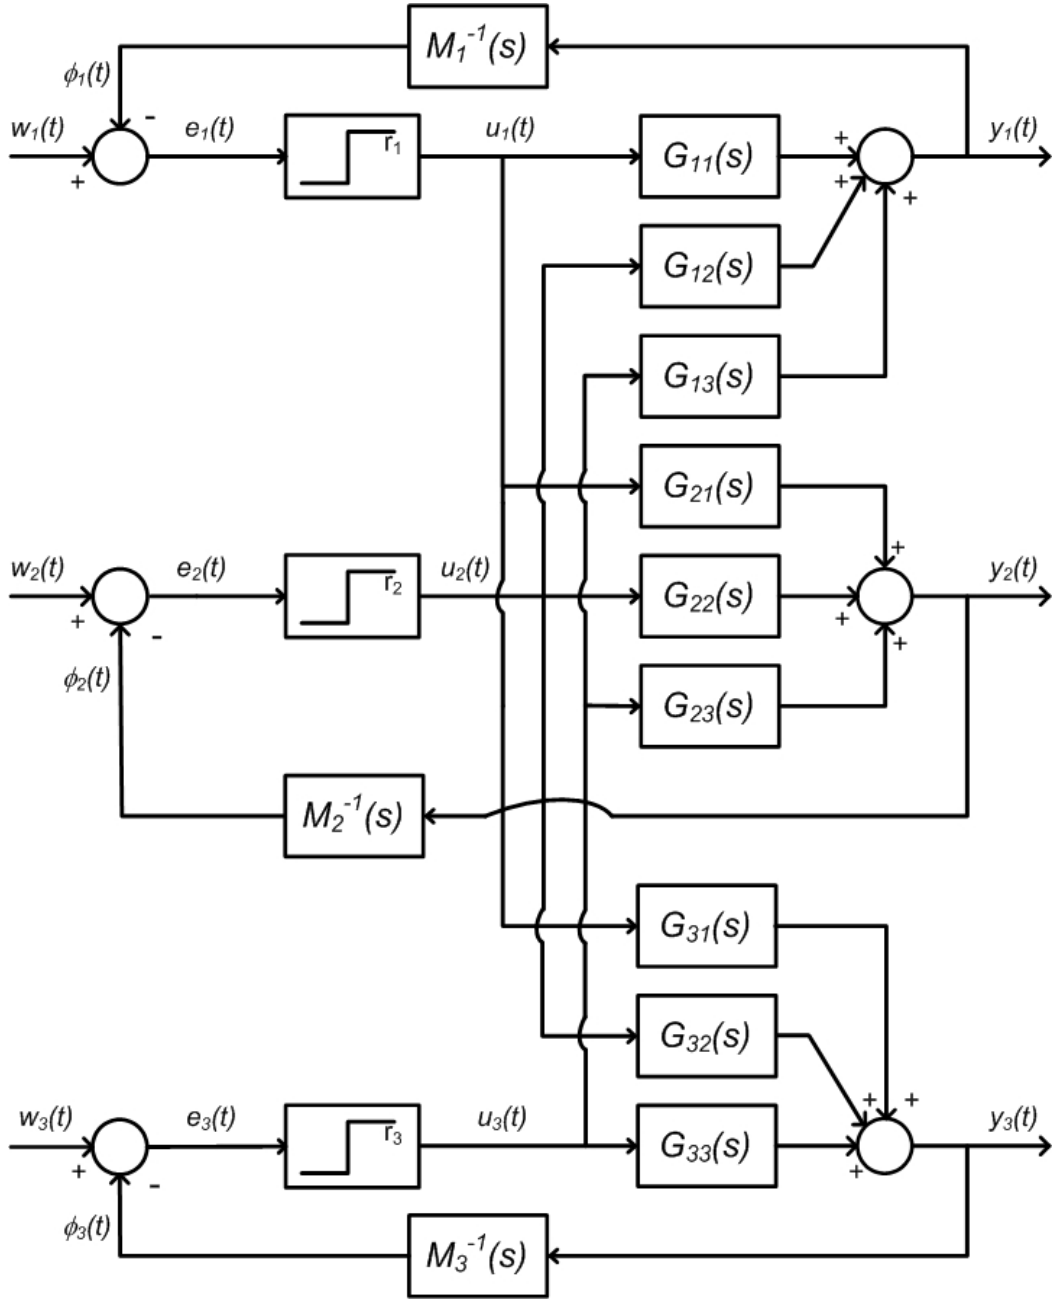 M₁⁻¹(s)
ϕ₁(t)
-
w₁(t) e₁(t) r₁ u₁(t) G₁₁(s) + y₁(t)
+ + +
G₁₂(s)
G₁₃(s)
G₂₁(s)
+
w₂(t) e₂(t) r₂ u₂(t) G₂₂(s) y₂(t)
+ - + +
ϕ₂(t)
G₂₃(s)
M₂⁻¹(s)
G₃₁(s)
G₃₂(s)
+ +
w₃(t) e₃(t) r₃ u₃(t) G₃₃(s) y₃(t)
+ - +
ϕ₃(t)
M₃⁻¹(s)